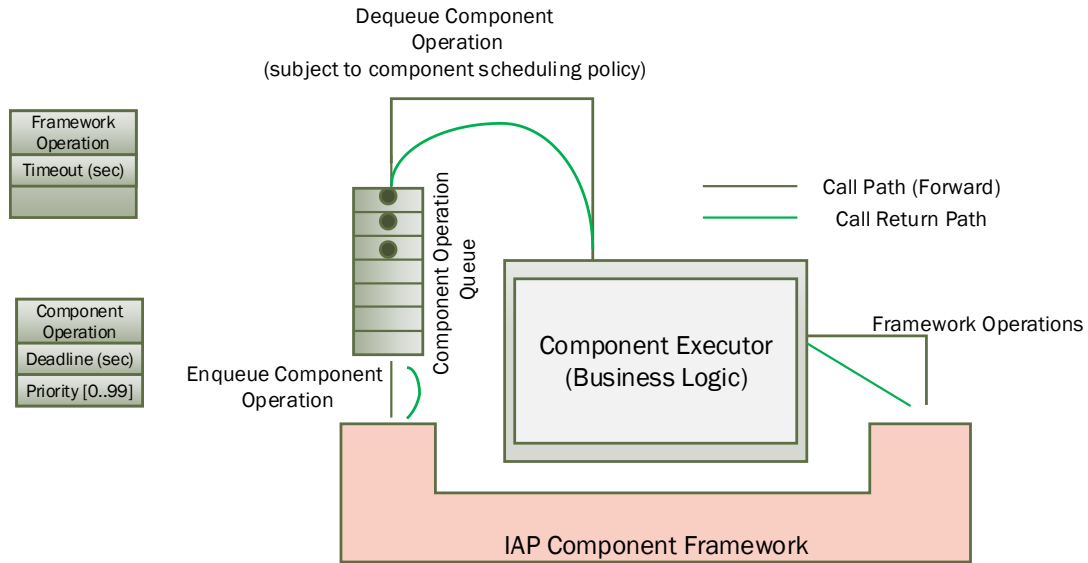 Dequeue Component
Operation
(subject to component scheduling policy)
Framework
Operation
Timeout (sec)
Component Operation
Queue
Call Path (Forward)
Call Return Path
Component
Operation
Deadline (sec)
Priority [0..99]
Enqueue Component
Operation
Component Executor
(Business Logic)
Framework Operations
IAP Component Framework